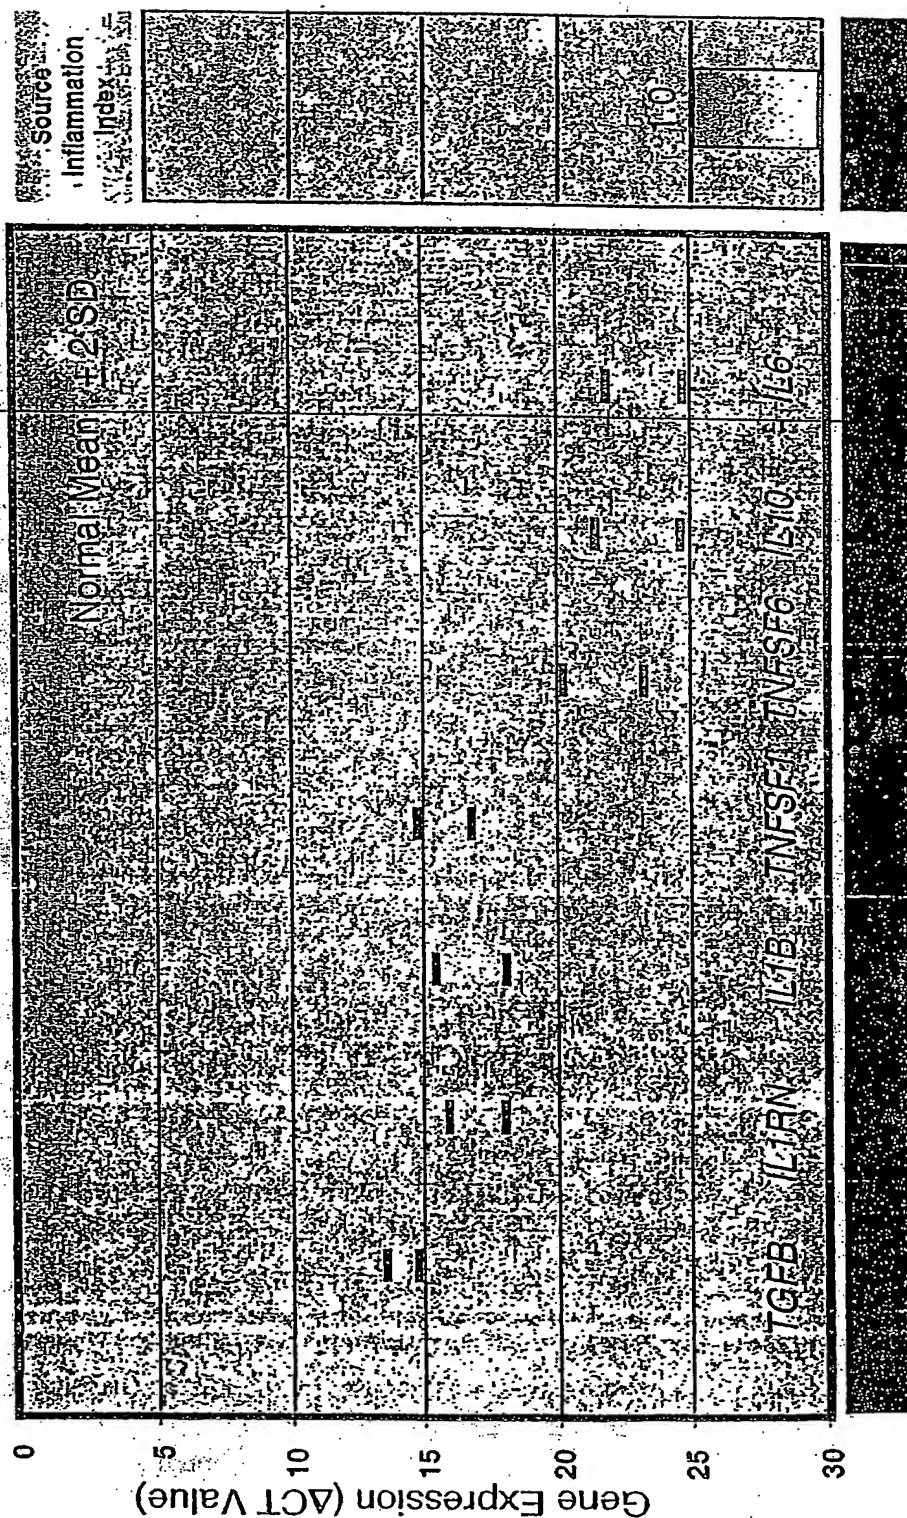 Source
Inflammation
Index
Normal Mean ± 2 SD
0
5
10
15
20
25
30
Gene Expression (ΔCT Value)
1.0
TGFB IL1RN IL1B TNFSF1 TNFSF6 IL10 IL6